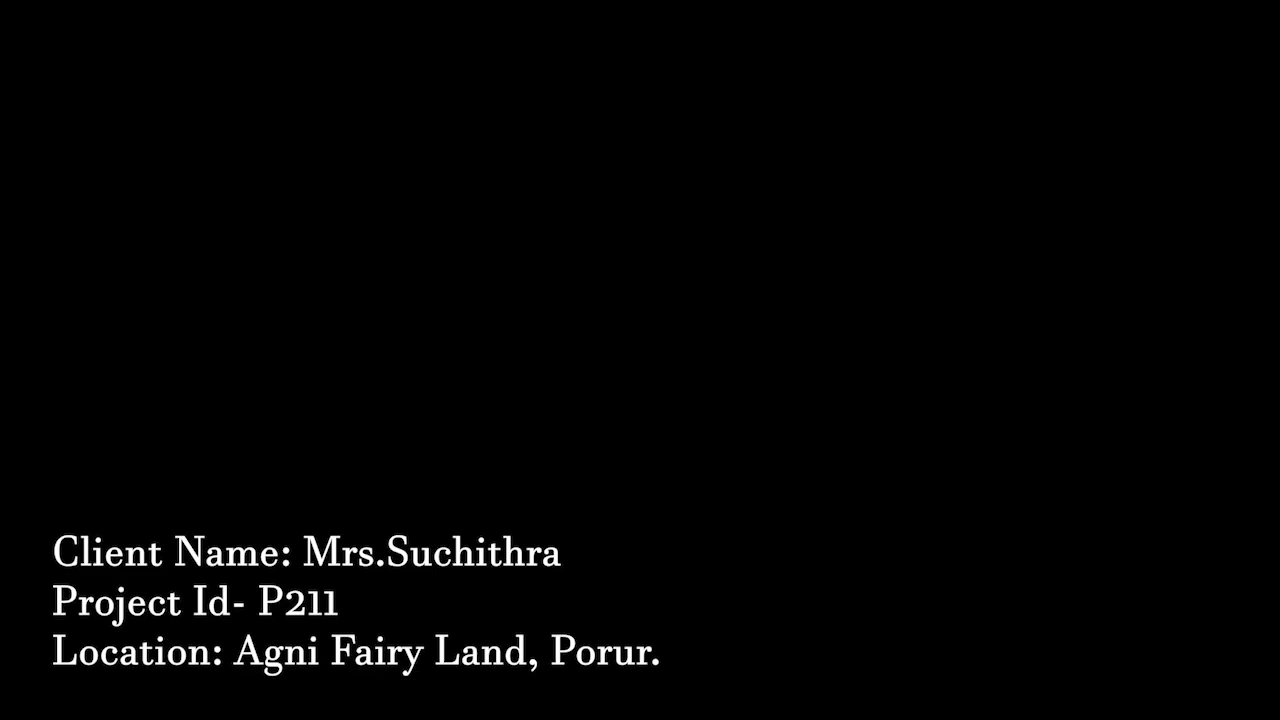 Client Name: Mrs.Suchithra
Project Id- P211
Location: Agni Fairy Land, Porur.